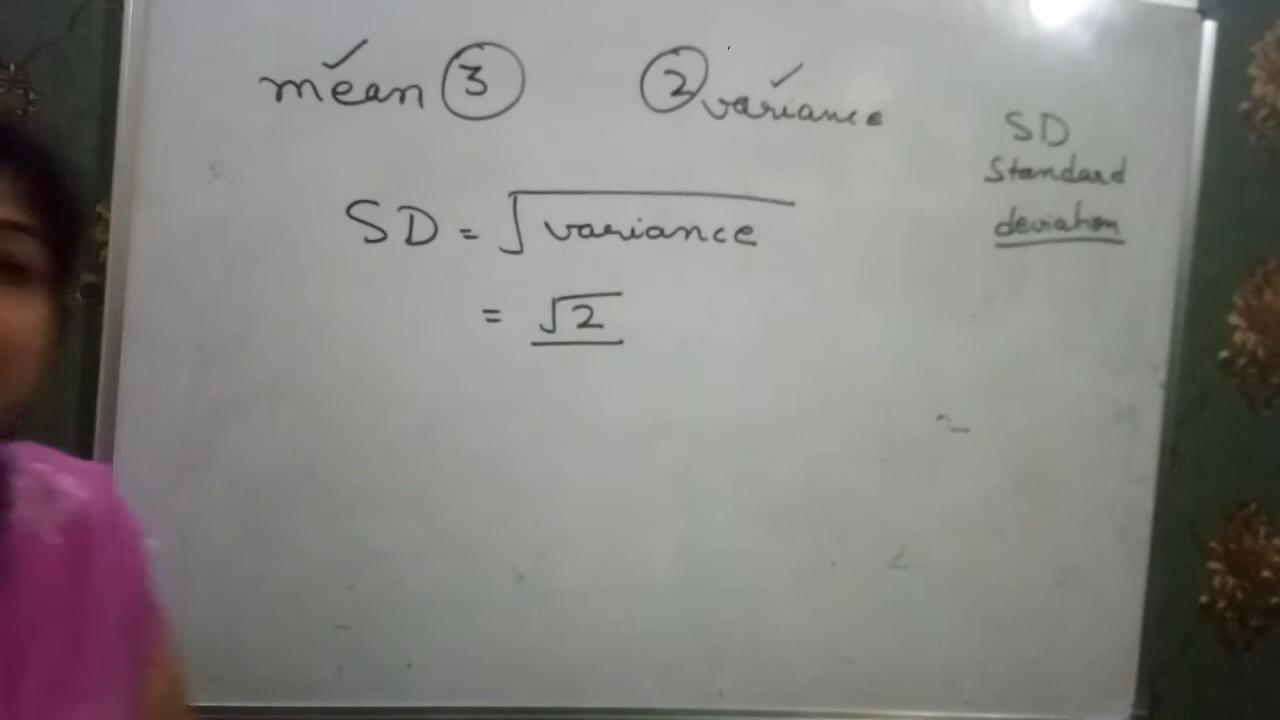 mean 3 2 variance
SD = √variance
= √2
SD
Standard
deviation